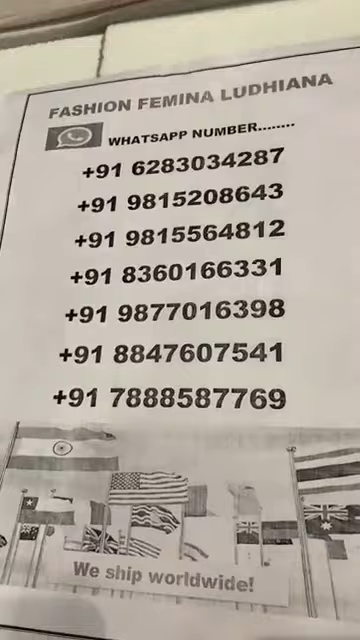 FASHION FEMINA LUDHIANA
WHATSAPP NUMBER........
+91 6283034287
+91 9815208643
+91 9815564812
+91 8360166331
+91 9877016398
+91 8847607541
+91 7888587769
We ship worldwide!